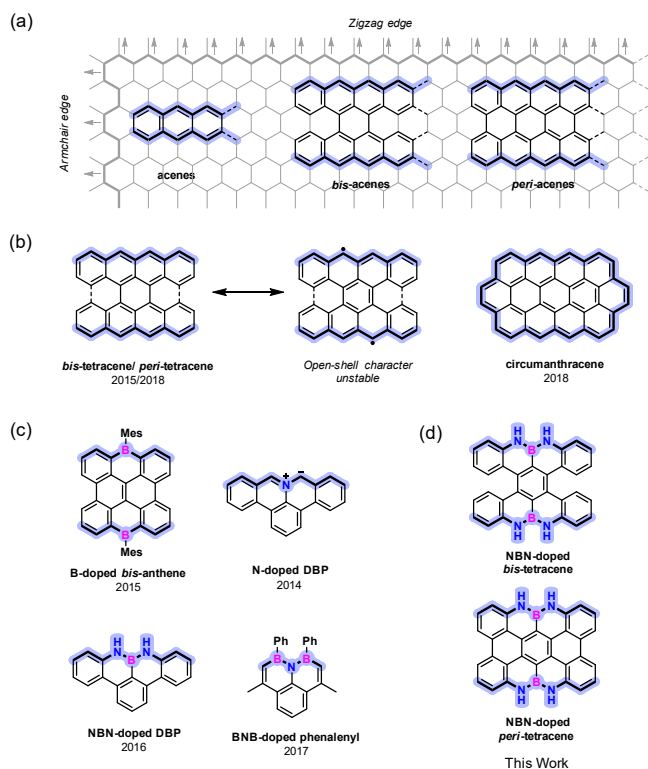 (a)
Zigzag edge
Armchair edge
acenes
bis-acenes
peri-acenes
(b)
bis-tetracene/ peri-tetracene
2015/2018
Open-shell character
unstable
circumanthracene
2018
(c)
Mes
B
B
Mes
B-doped bis-anthene
2015
N
+
−
N-doped DBP
2014
H
H
N
N
B
NBN-doped DBP
2016
Ph
Ph
B
B
N
BNB-doped phenalenyl
2017
(d)
H
H
N
B
N
B
N
N
H
H
NBN-doped
bis-tetracene
H
H
N
B
N
B
N
N
H
H
NBN-doped
peri-tetracene
This Work